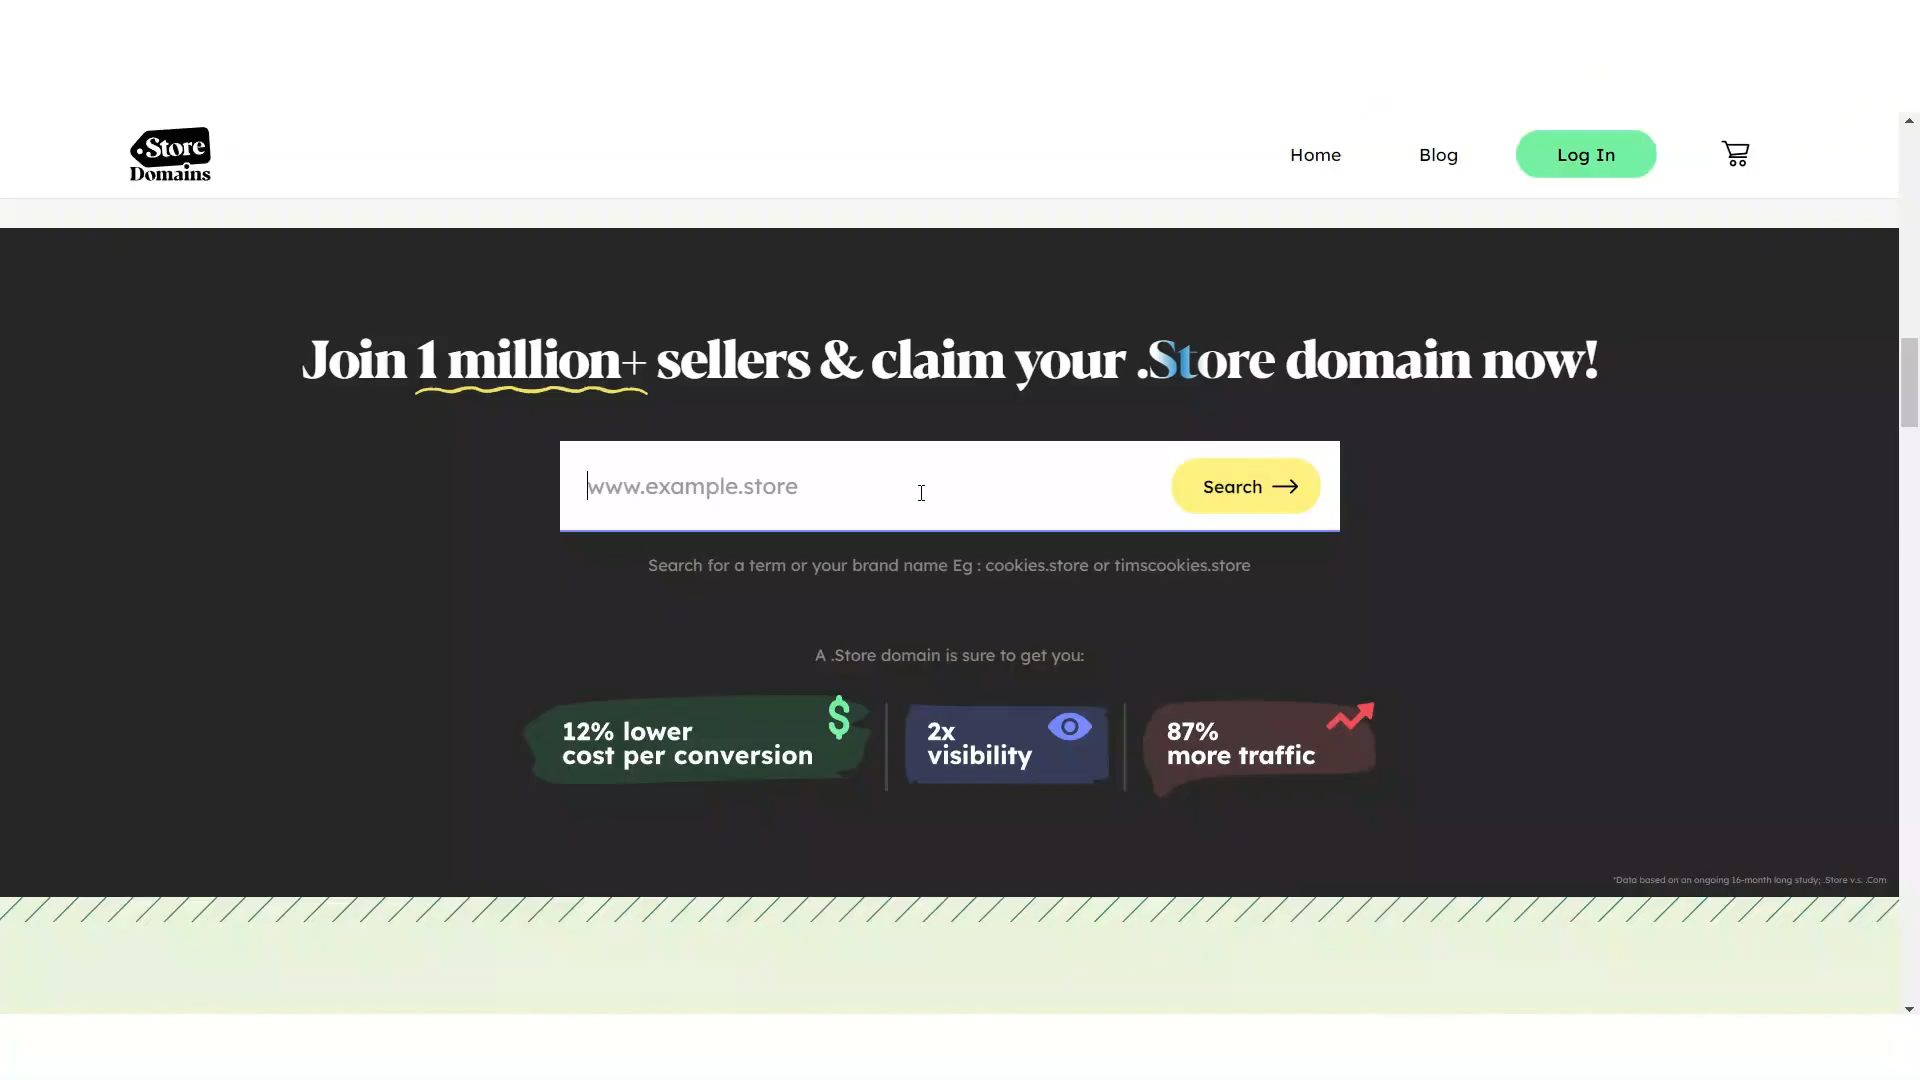 .Store
Domains
Home
Blog
Log In
Join 1 million+ sellers & claim your .Store domain now!
www.example.store
Search
Search for a term or your brand name Eg : cookies.store or timscookies.store
A .Store domain is sure to get you:
12% lower
cost per conversion
2x
visibility
87%
more traffic
*Data based on an ongoing 16-month long study; .Store v.s. .Com